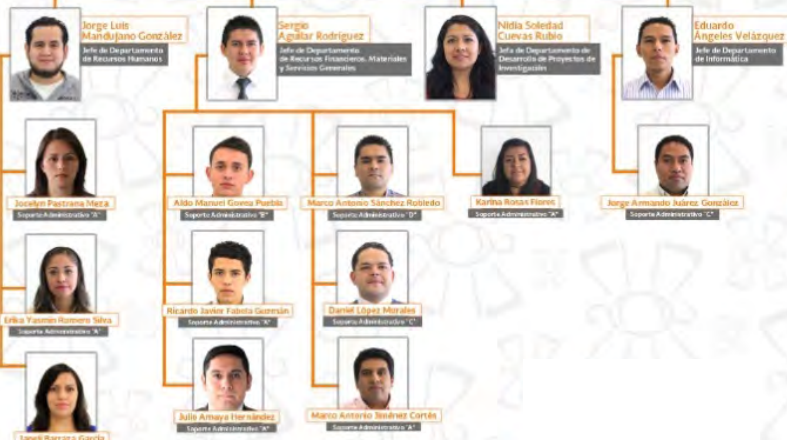 Jorge Luis
Mandujano González
Jefe de Departamento
de Recursos Humanos
Sergio
Aguilar Rodríguez
Jefe de Departamento
de Recursos Financieros, Materiales
y Servicios Generales
Nidia Soledad
Cuevas Rubio
Jefa de Departamento de
Desarrollo de Proyectos de
Investigación
Eduardo
Ángeles Velázquez
Jefe de Departamento
de Informática
Jocelyn Pastrana Meza
Soporte Administrativo "A"
Aldo Manuel Govea Puebla
Soporte Administrativo "B"
Marco Antonio Sánchez Robledo
Soporte Administrativo "D"
Karina Rosas Flores
Soporte Administrativo "A"
Jorge Armando Juárez González
Soporte Administrativo "C"
Erika Yasmin Romero Silva
Soporte Administrativo "A"
Ricardo Javier Fabela Guzmán
Soporte Administrativo "A"
Daniel López Morales
Soporte Administrativo "C"
Julio Amaya Hernández
Soporte Administrativo "A"
Marco Antonio Jiménez Cortés
Soporte Administrativo "A"
Barraza García